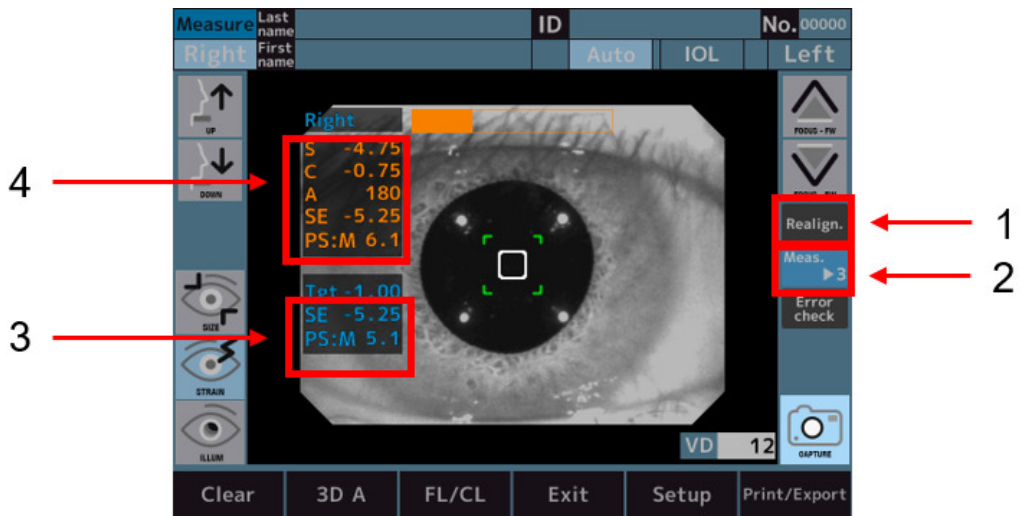 Measure Last name ID No. 00000
Right First name Auto IOL Left
UP
DOWN
SIZE
STRAIN
ILLUM
Right
S -4.75
C -0.75
A 180
SE -5.25
PS:M 6.1
Tgt -1.00
SE -5.25
PS:M 5.1
4
3
FOCUS - FW
Realign.
Meas.
▶3
Error
check
1
2
CAPTURE
VD 12
Clear 3D A FL/CL Exit Setup Print/Export